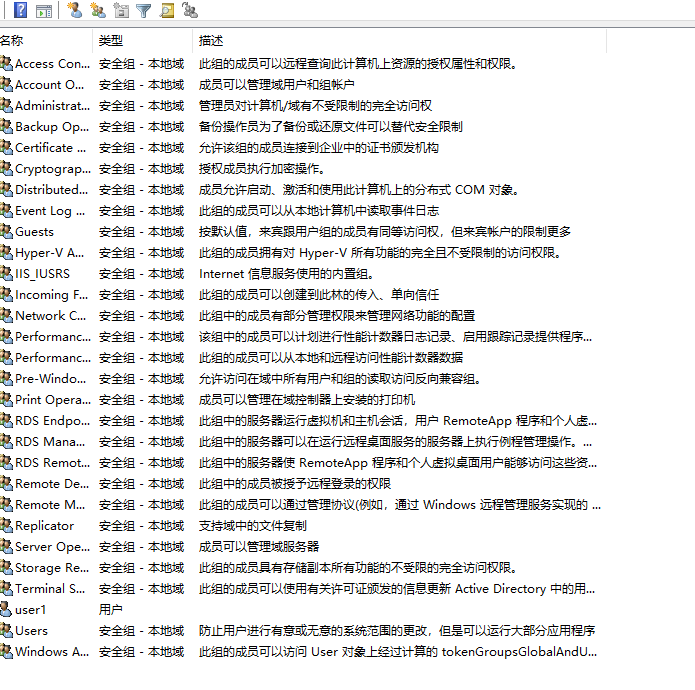 名称 类型 描述
Access Con... 安全组 - 本地域 此组的成员可以远程查询此计算机上资源的授权属性和权限。
Account O... 安全组 - 本地域 成员可以管理域用户和组帐户
Administrat... 安全组 - 本地域 管理员对计算机/域有不受限制的完全访问权
Backup Op... 安全组 - 本地域 备份操作员为了备份或还原文件可以替代安全限制
Certificate ... 安全组 - 本地域 允许该组的成员连接到企业中的证书颁发机构
Cryptograp... 安全组 - 本地域 授权成员执行加密操作。
Distributed... 安全组 - 本地域 成员允许启动、激活和使用此计算机上的分布式 COM 对象。
Event Log ... 安全组 - 本地域 此组的成员可以从本地计算机中读取事件日志
Guests 安全组 - 本地域 按默认值，来宾跟用户组的成员有同等访问权，但来宾帐户的限制更多
Hyper-V A... 安全组 - 本地域 此组的成员拥有对 Hyper-V 所有功能的完全且不受限制的访问权限。
IIS_IUSRS 安全组 - 本地域 Internet 信息服务使用的内置组。
Incoming F... 安全组 - 本地域 此组的成员可以创建到此林的传入、单向信任
Network C... 安全组 - 本地域 此组中的成员有部分管理权限来管理网络功能的配置
Performanc... 安全组 - 本地域 该组中的成员可以计划进行性能计数器日志记录、启用跟踪记录提供程序...
Performanc... 安全组 - 本地域 此组的成员可以从本地和远程访问性能计数器数据
Pre-Windo... 安全组 - 本地域 允许访问在域中所有用户和组的读取访问反向兼容组。
Print Opera... 安全组 - 本地域 成员可以管理在域控制器上安装的打印机
RDS Endpo... 安全组 - 本地域 此组中的服务器运行虚拟机和主机会话，用户 RemoteApp 程序和个人虚...
RDS Mana... 安全组 - 本地域 此组中的服务器可以在运行远程桌面服务的服务器上执行例程管理操作。...
RDS Remot... 安全组 - 本地域 此组中的服务器使 RemoteApp 程序和个人虚拟桌面用户能够访问这些资...
Remote De... 安全组 - 本地域 此组中的成员被授予远程登录的权限
Remote M... 安全组 - 本地域 此组的成员可以通过管理协议(例如，通过 Windows 远程管理服务实现的 ...
Replicator 安全组 - 本地域 支持域中的文件复制
Server Ope... 安全组 - 本地域 成员可以管理域服务器
Storage Re... 安全组 - 本地域 此组的成员具有存储副本所有功能的不受限的完全访问权限。
Terminal S... 安全组 - 本地域 此组的成员可以使用有关许可证颁发的信息更新 Active Directory 中的用...
user1 用户
Users 安全组 - 本地域 防止用户进行有意或无意的系统范围的更改，但是可以运行大部分应用程序
Windows A... 安全组 - 本地域 此组的成员可以访问 User 对象上经过计算的 tokenGroupsGlobalAndU...